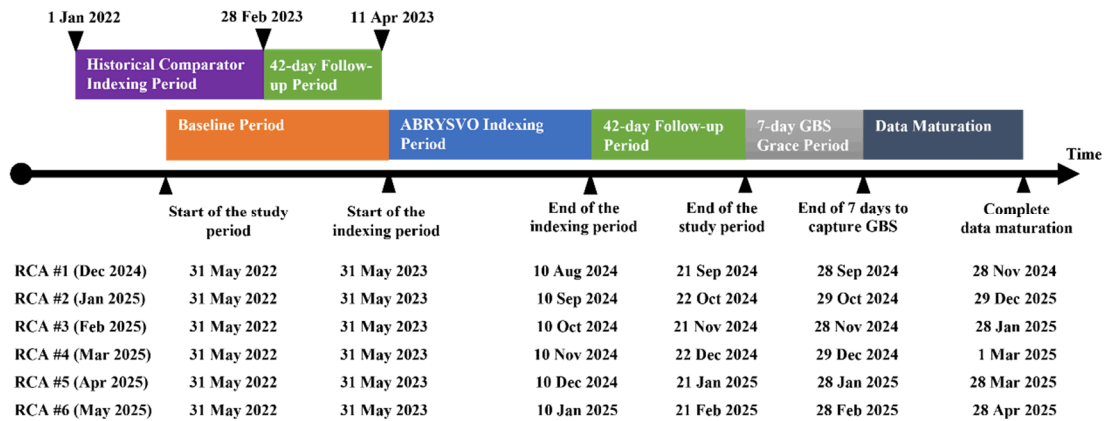 1 Jan 2022 28 Feb 2023 11 Apr 2023
Historical Comparator
Indexing Period
42-day Follow-
up Period
Baseline Period
ABRYSVO Indexing
Period
42-day Follow-up
Period
7-day GBS
Grace Period
Data Maturation
Time
Start of the study
period
Start of the
indexing period
End of the
indexing period
End of the
study period
End of 7 days to
capture GBS
Complete
data maturation
RCA #1 (Dec 2024) 31 May 2022 31 May 2023 10 Aug 2024 21 Sep 2024 28 Sep 2024 28 Nov 2024
RCA #2 (Jan 2025) 31 May 2022 31 May 2023 10 Sep 2024 22 Oct 2024 29 Oct 2024 29 Dec 2025
RCA #3 (Feb 2025) 31 May 2022 31 May 2023 10 Oct 2024 21 Nov 2024 28 Nov 2024 28 Jan 2025
RCA #4 (Mar 2025) 31 May 2022 31 May 2023 10 Nov 2024 22 Dec 2024 29 Dec 2024 1 Mar 2025
RCA #5 (Apr 2025) 31 May 2022 31 May 2023 10 Dec 2024 21 Jan 2025 28 Jan 2025 28 Mar 2025
RCA #6 (May 2025) 31 May 2022 31 May 2023 10 Jan 2025 21 Feb 2025 28 Feb 2025 28 Apr 2025